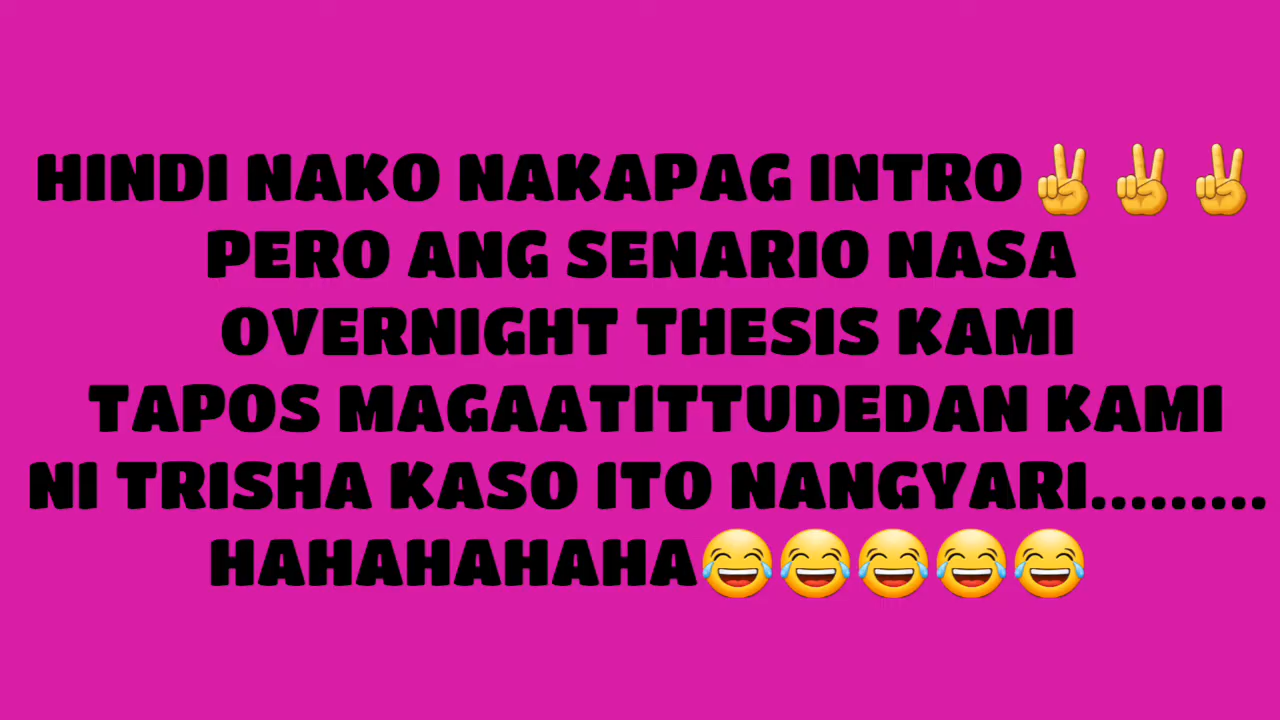 HINDI NAKO NAKAPAG INTRO✌✌✌
PERO ANG SENARIO NASA
OVERNIGHT THESIS KAMI
TAPOS MAGAATITTUDEDAN KAMI
NI TRISHA KASO ITO NANGYARI.........
HAHAHAHAHA😂😂😂😂😂